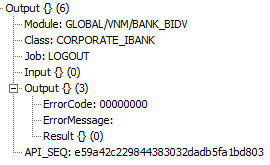 Output {} (6)
Module: GLOBAL/VNM/BANK_BIDV
Class: CORPORATE_IBANK
Job: LOGOUT
Input {} (0)
Output {} (3)
ErrorCode: 00000000
ErrorMessage:
Result {} (0)
API_SEQ: e59a42c229844383032dadb5fa1bd803